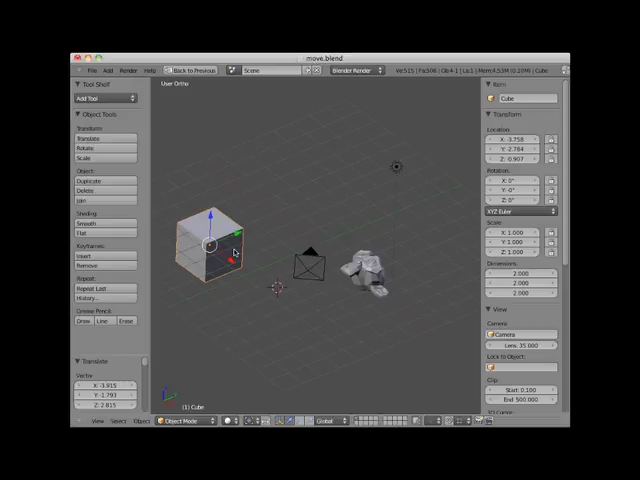 move.blend
File Add Render Help Back to Previous Scene Blender Render Ve:515 | Fa:506 | Ob:4-1 | La:1 | Mem:4.53M (0.10M) | Cube
Tool Shelf
Add Tool
Object Tools
Transform:
Translate
Rotate
Scale
Object:
Duplicate
Delete
Join
Shading:
Smooth
Flat
Keyframes:
Insert
Remove
Repeat:
Repeat Last
History...
Grease Pencil:
Draw Line Erase
Translate
Vector
X: -3.915
Y: -1.793
Z: 2.815
User Ortho
(1) Cube
View Select Object Object Mode Global
Item
Cube
Transform
Location:
X: -3.758
Y: -2.784
Z: 0.907
Rotation:
X: 0°
Y: -0°
Z: 0°
XYZ Euler
Scale:
X: 1.000
Y: 1.000
Z: 1.000
Dimensions:
2.000
2.000
2.000
View
Camera:
Camera
Lens: 35.000
Lock to Object:
Clip:
Start: 0.100
End: 500.000
3D Cursor: